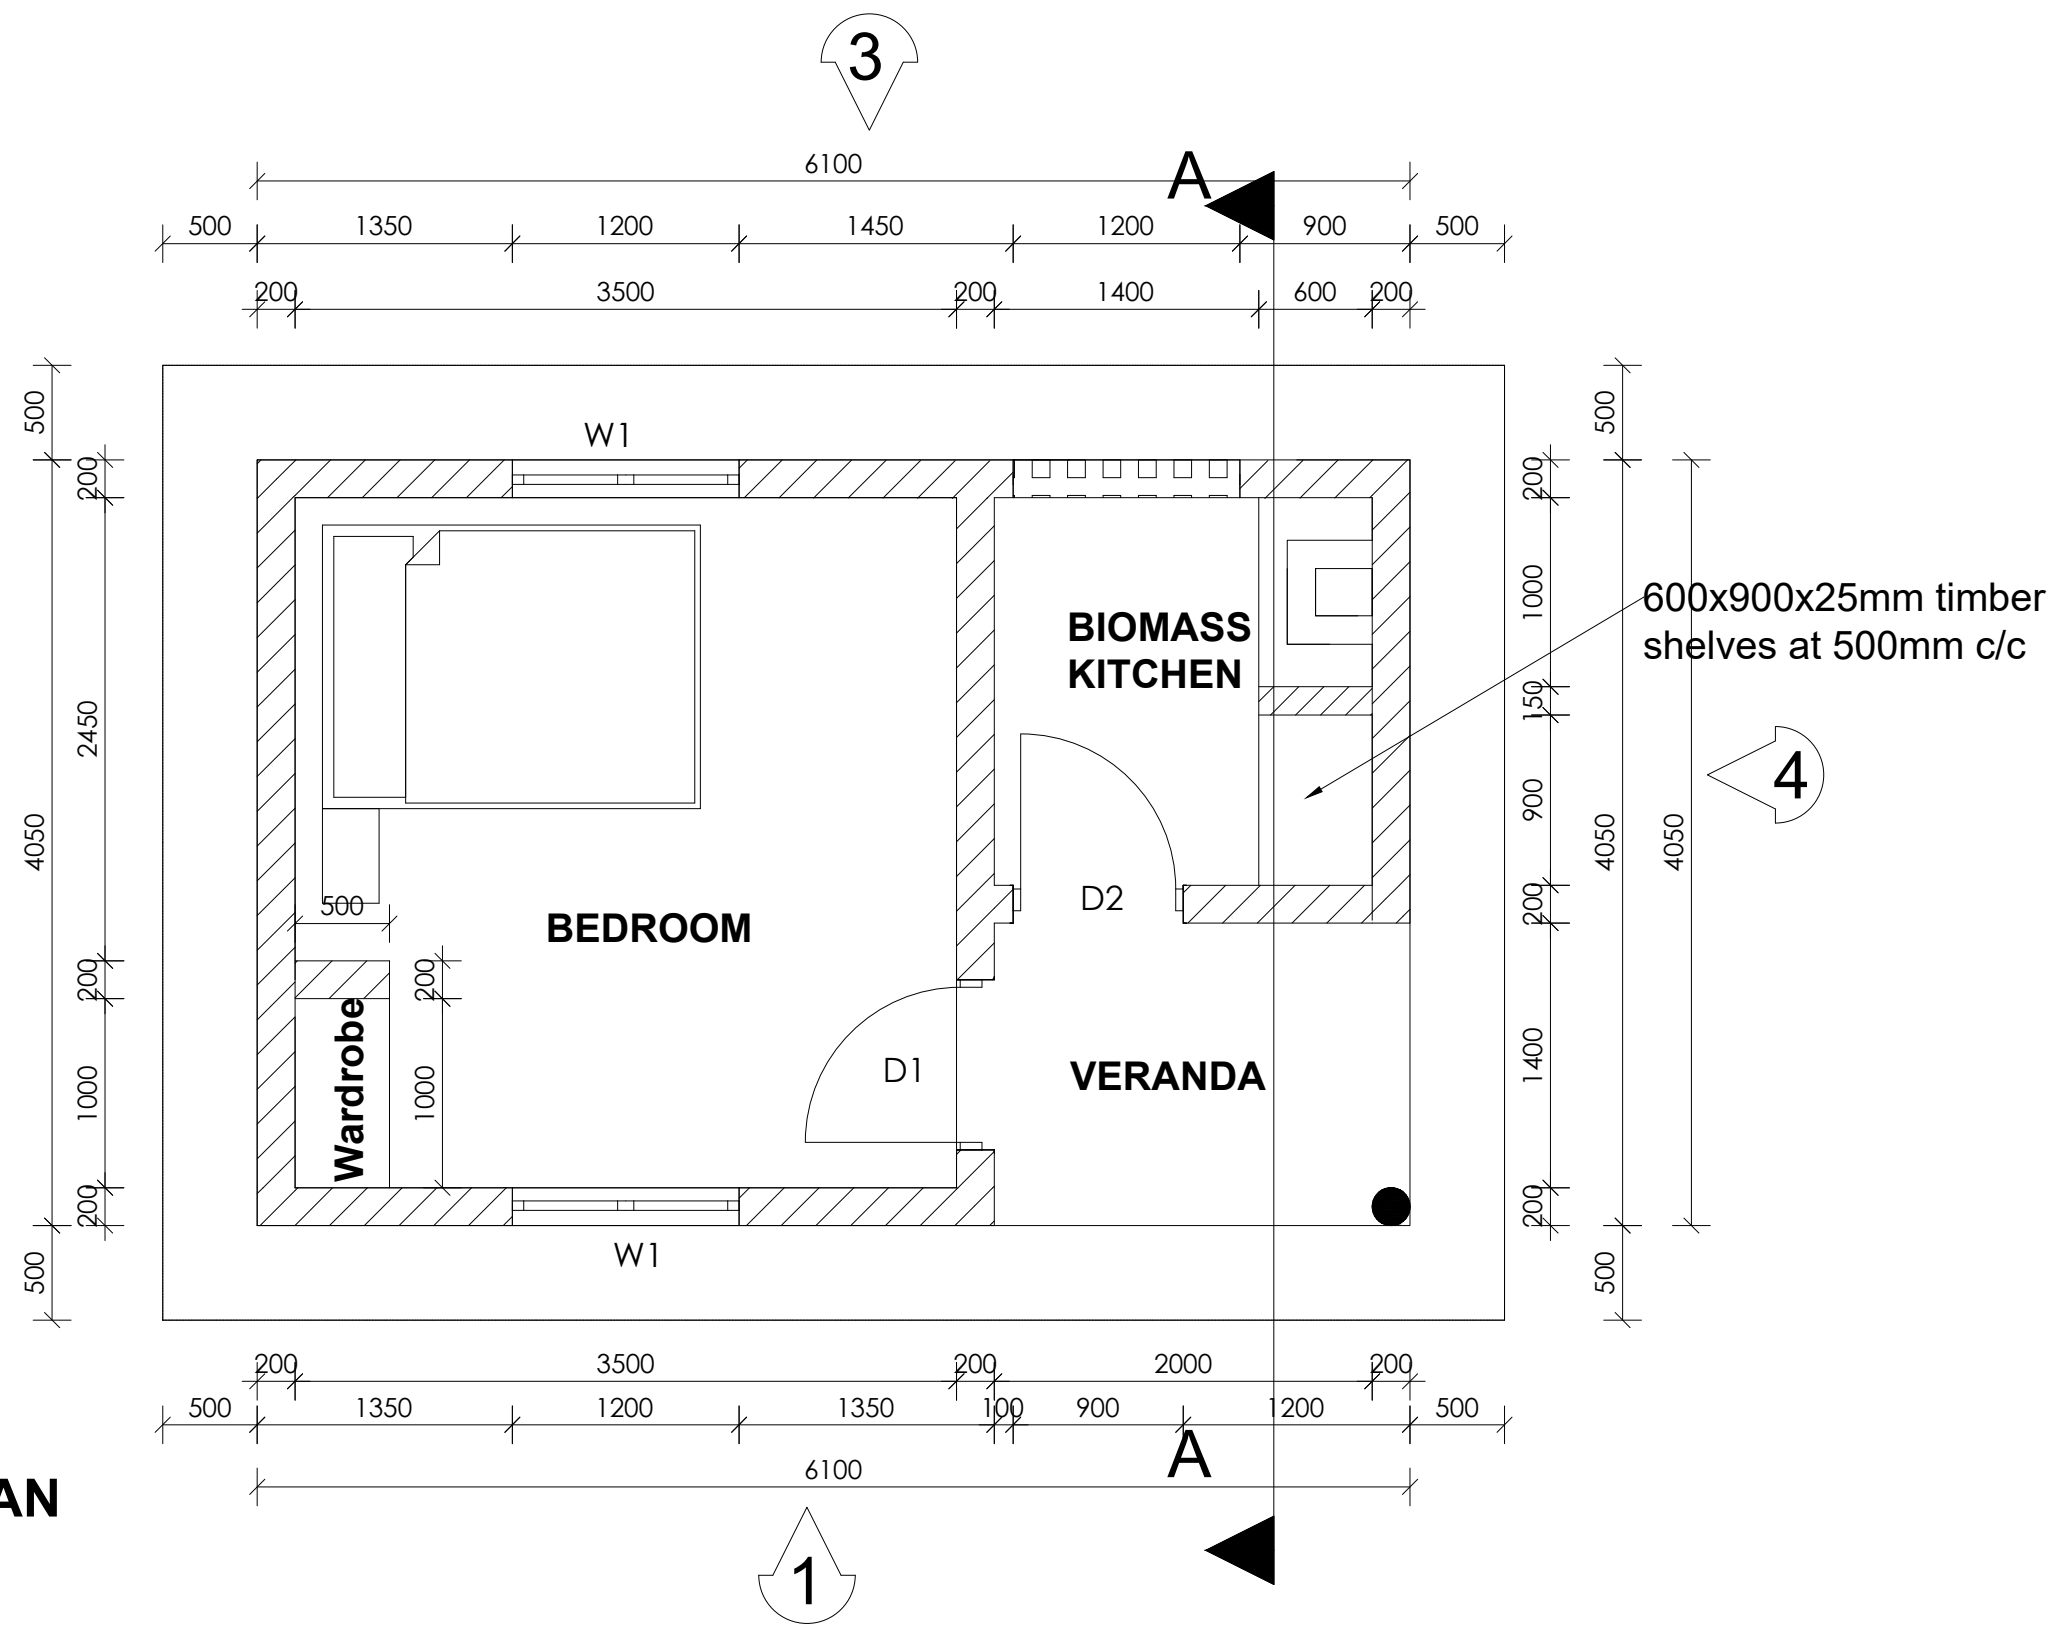 3
6100
A
500 1350 1200 1450 1200 900 500
200 3500 200 1400 600 200
500
500
W1
200
200
1000
600x900x25mm timber
shelves at 500mm c/c
BIOMASS
KITCHEN
2450
150
4
900
4050
4050
4050
D2
200
500
BEDROOM
200
200
Wardrobe
D1
VERANDA
1400
1000
1000
200
200
W1
500
500
200 3500 200 2000 200
500 1350 1200 1350 100 900 1200 500
A
6100
AN
1